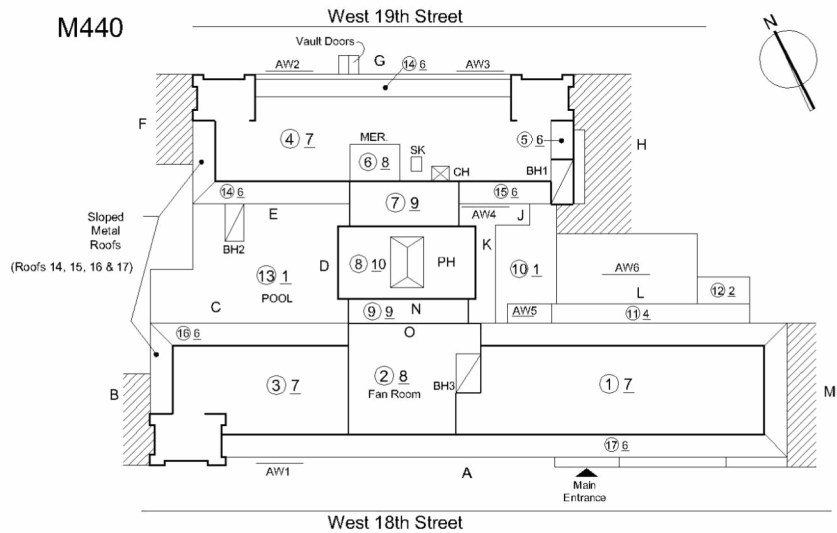 West 19th Street
M440
N
Vault Doors
AW2
G
14 6
AW3
F
4 7
MER.
SK
5 6
6 8
CH
BH1
H
14 6
15 6
7 9
E
AW4
J
Sloped
Metal
Roofs
(Roofs 14, 15, 16 & 17)
BH2
K
D
8 10
PH
13 1
POOL
10 1
AW6
L
12 2
C
9 9
N
AW5
11 4
16 6
O
B
3 7
2 8
Fan Room
BH3
1 7
M
17 6
AW1
A
Main
Entrance
West 18th Street